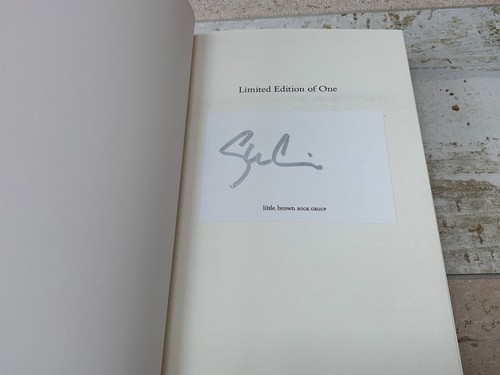 Limited Edition of One
little, brown BOOK GROUP